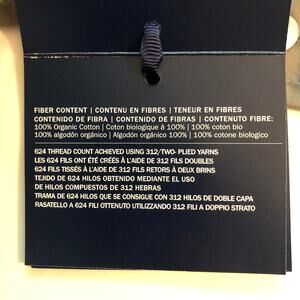 FIBER CONTENT | CONTENU EN FIBRES | TENEUR EN FIBRES
CONTENIDO DE FIBRA | CONTENIDO DE FIBRAS | CONTENUTO FIBRE:
100% Organic Cotton | Coton biologique à 100% | 100% coton bio
100% algodón orgánico | Algodón orgánico 100% | 100% cotone biologico
624 THREAD COUNT ACHIEVED USING 312/TWO-PLIED YARNS
LES 624 FILS ONT ÉTÉ CRÉÉS À L'AIDE DE 312 FILS DOUBLES
624 FILS TISSÉS À L'AIDE DE 312 FILS RETORS À DEUX BRINS
TEJIDO DE 624 HILOS OBTENIDO MEDIANTE EL USO
DE HILOS COMPUESTOS DE 312 HEBRAS
TRAMA DE 624 HILOS QUE SE CONSIGUE CON 312 HILOS DE DOBLE CAPA
RASATELLO A 624 FILI OTTENUTO UTILIZZANDO 312 FILI A DOPPIO STRATO